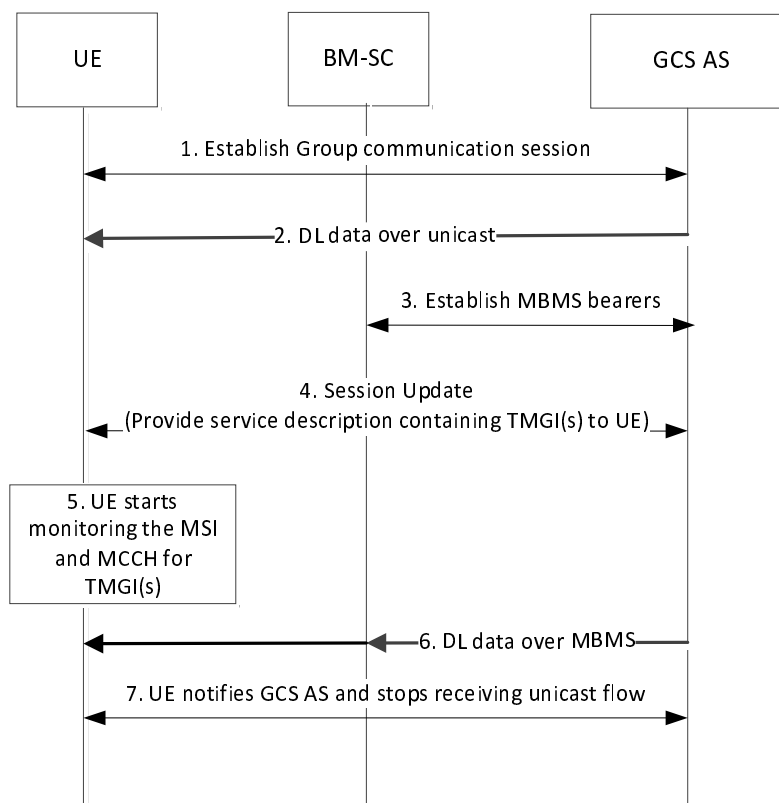 UE
BM-SC
GCS AS
1. Establish Group communication session
2. DL data over unicast
3. Establish MBMS bearers
4. Session Update
(Provide service description containing TMGI(s) to UE)
5. UE starts
monitoring the MSI
and MCCH for
TMGI(s)
6. DL data over MBMS
7. UE notifies GCS AS and stops receiving unicast flow